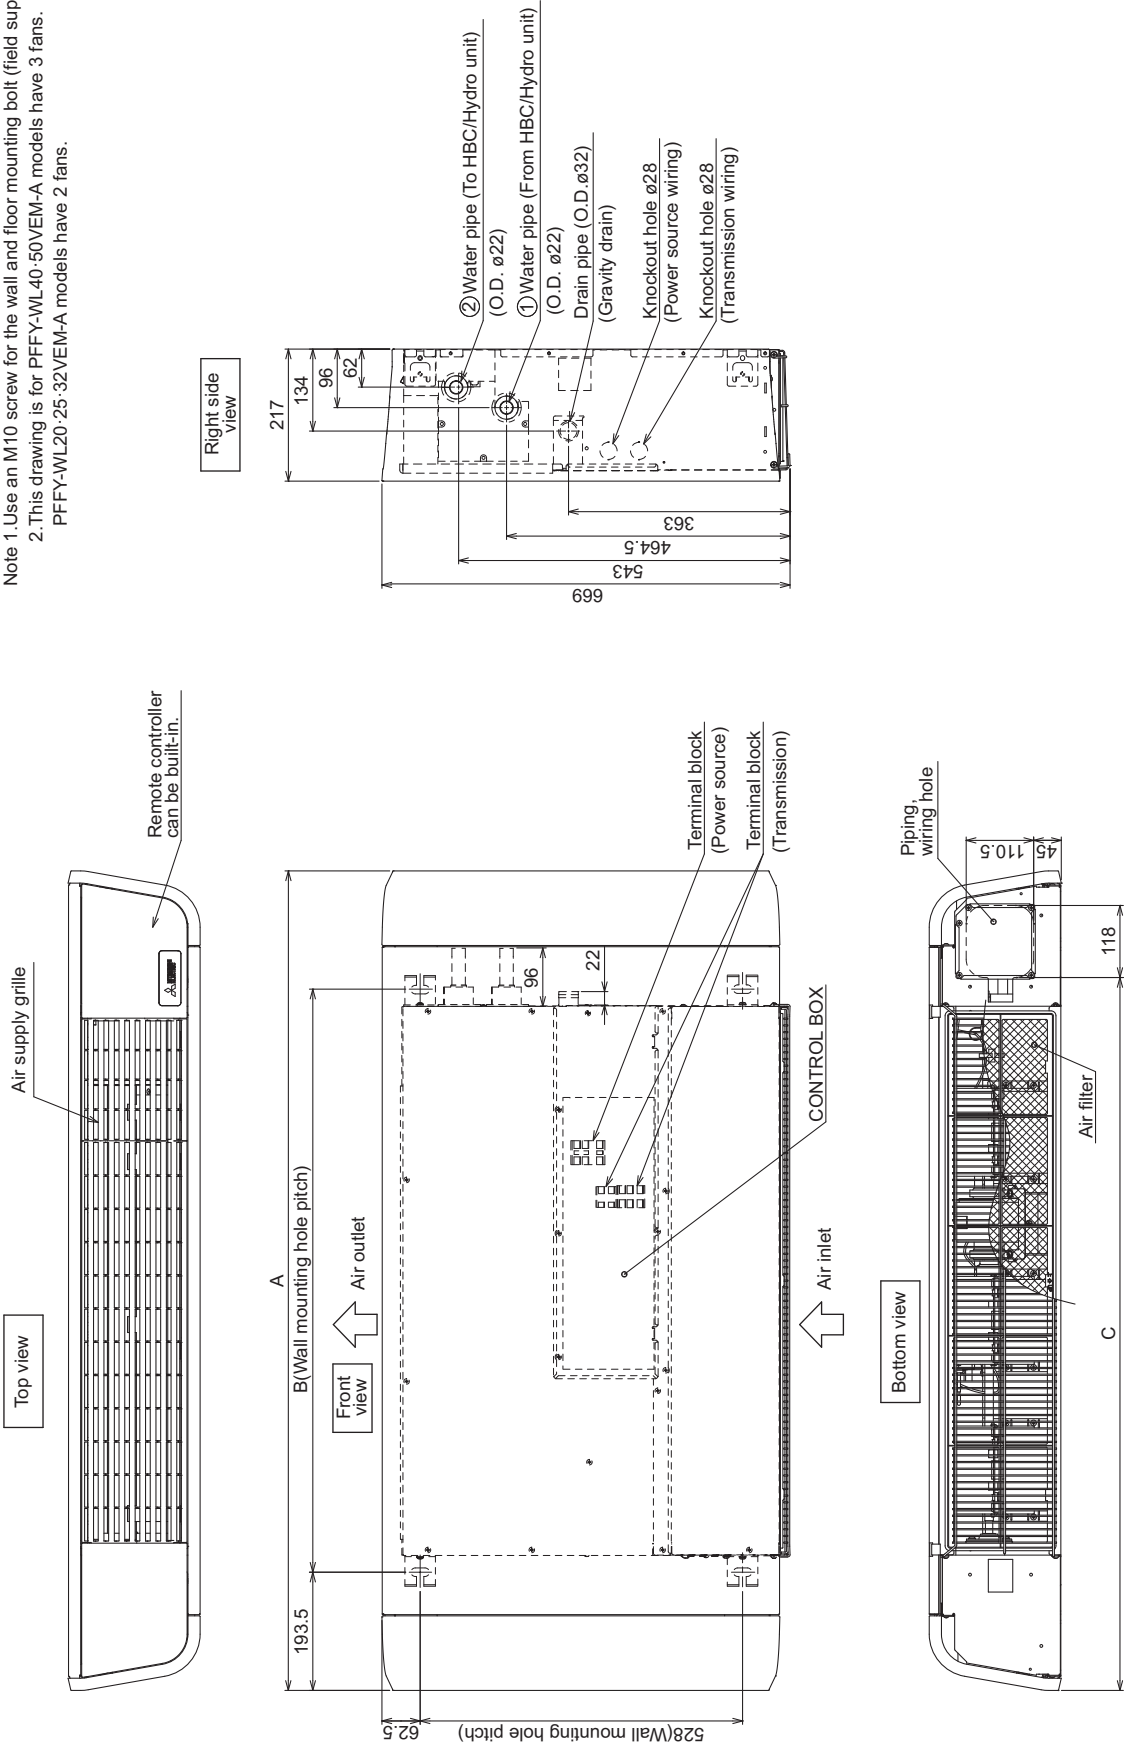 Note 1.Use an M10 screw for the wall and floor mounting bolt (field
2.This drawing is for PFFY-WL40·50VEM-A models have 3 fans.
PFFY-WL20·25·32VEM-A models have 2 fans.
Top view
Air supply grille
Remote controller
can be built-in.
A
B(Wall mounting hole pitch)
193.5
Front
view
Air outlet
Air inlet
62.5
528(Wall mounting hole pitch)
96
22
CONTROL BOX
Terminal block
(Power source)
Terminal block
(Transmission)
Right side
view
217
134
96
62
② Water pipe (To HBC/Hydro unit)
(O.D. ø22)
① Water pipe (From HBC/Hydro unit)
(O.D. ø22)
Drain pipe (O.D.ø32)
(Gravity drain)
Knockout hole ø28
(Power source wiring)
Knockout hole ø28
(Transmission wiring)
363
464.5
543
669
Bottom view
Piping,
wiring hole
110.5
45
118
C
Air filter